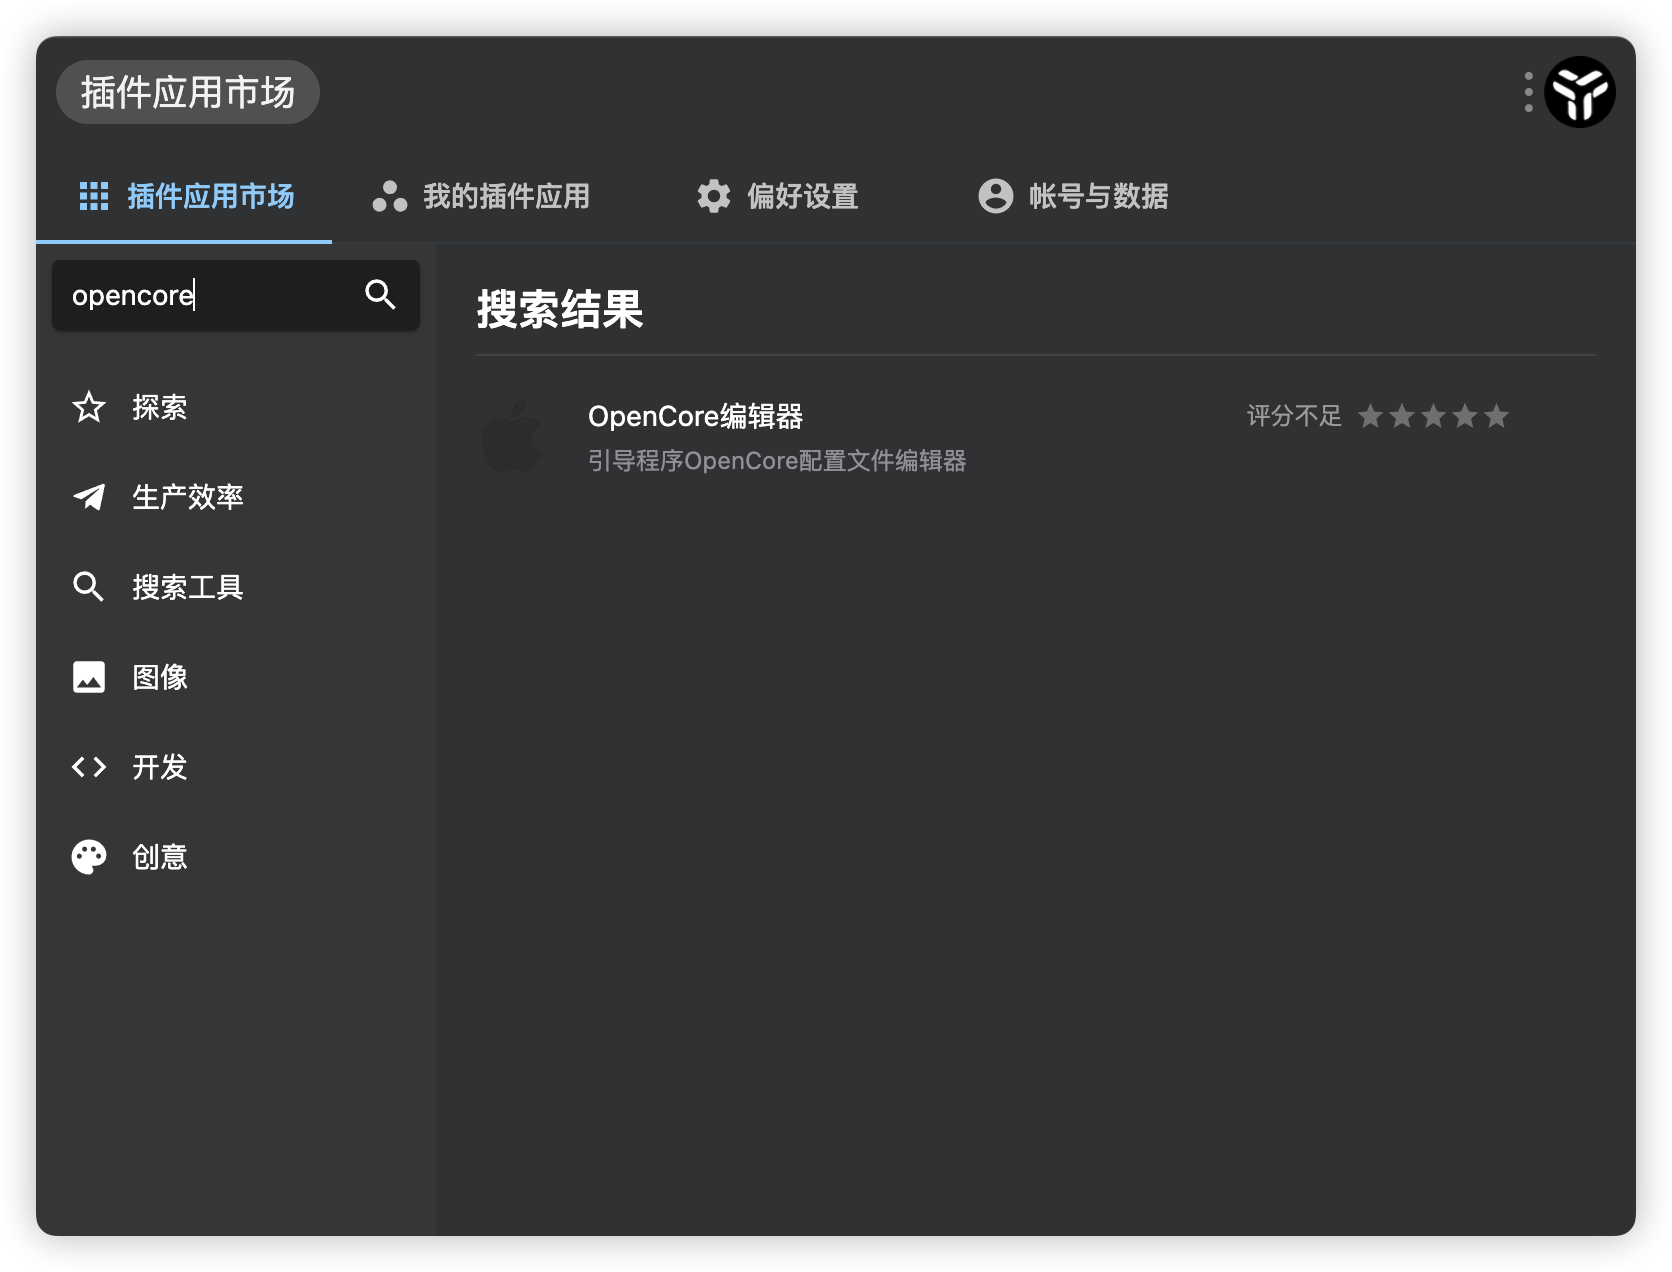 插件应用市场
插件应用市场
我的插件应用
偏好设置
帐号与数据
opencore
探索
生产效率
搜索工具
图像
开发
创意
搜索结果
OpenCore编辑器
评分不足
引导程序OpenCore配置文件编辑器